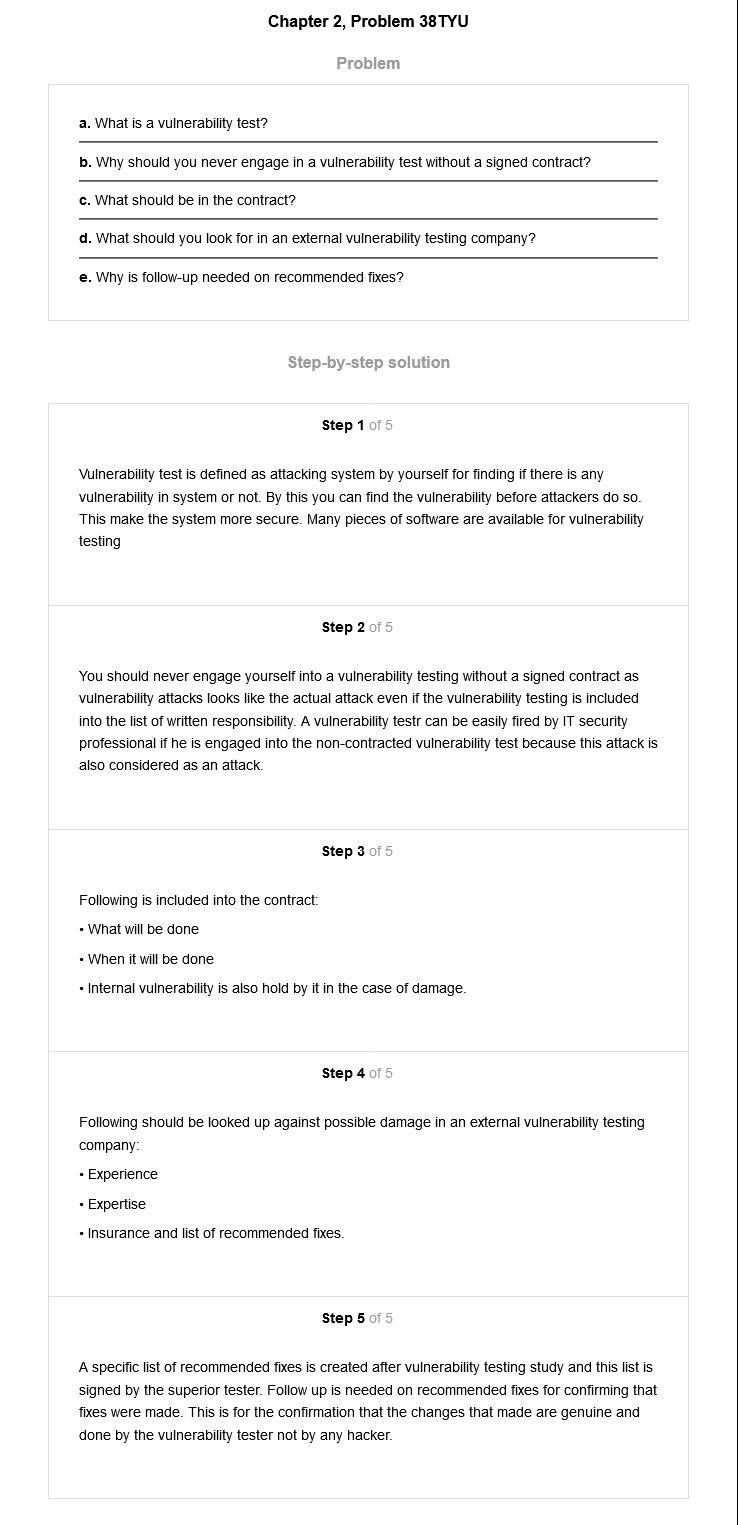 Chapter 2, Problem 38TYU
Problem
a. What is a vulnerability test?
b. Why should you never engage in a vulnerability test without a signed contract?
c. What should be in the contract?
d. What should you look for in an external vulnerability testing company?
e. Why is follow-up needed on recommended fixes?
Step-by-step solution
Step 1 of 5
Vulnerability test is defined as attacking system by yourself for finding if there is any
vulnerability in system or not. By this you can find the vulnerability before attackers do so.
This make the system more secure. Many pieces of software are available for vulnerability
testing
Step 2 of 5
You should never engage yourself into a vulnerability testing without a signed contract as
vulnerability attacks looks like the actual attack even if the vulnerability testing is included
into the list of written responsibility. A vulnerability testr can be easily fired by IT security
professional if he is engaged into the non-contracted vulnerability test because this attack is
also considered as an attack.
Step 3 of 5
Following is included into the contract:
• What will be done
• When it will be done
• Internal vulnerability is also hold by it in the case of damage.
Step 4 of 5
Following should be looked up against possible damage in an external vulnerability testing
company:
• Experience
• Expertise
• Insurance and list of recommended fixes.
Step 5 of 5
A specific list of recommended fixes is created after vulnerability testing study and this list is
signed by the superior tester. Follow up is needed on recommended fixes for confirming that
fixes were made. This is for the confirmation that the changes that made are genuine and
done by the vulnerability tester not by any hacker.